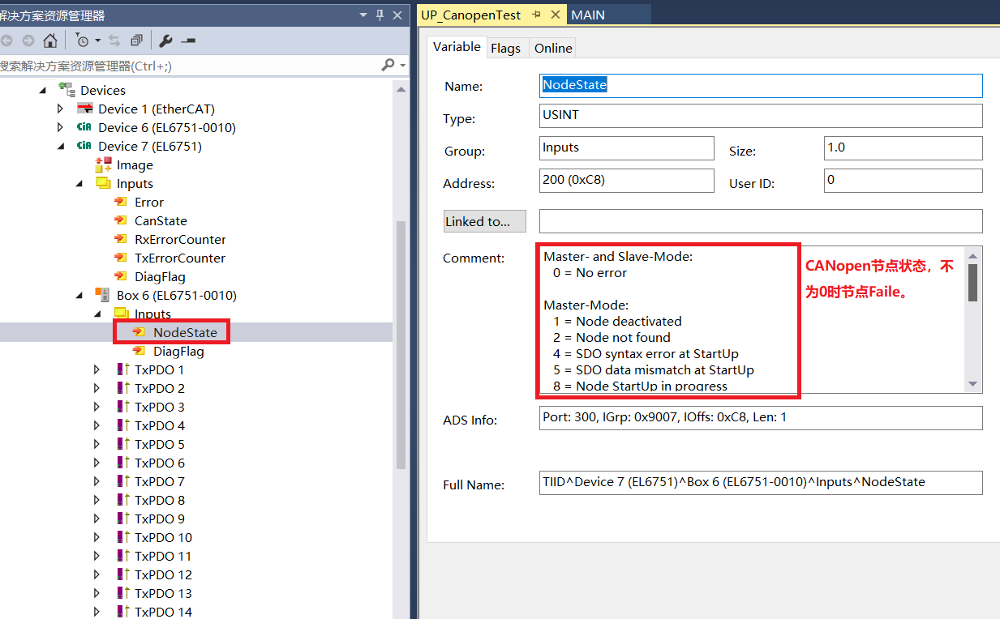 解决方案资源管理器
搜索解决方案资源管理器(Ctrl+;)
Devices
Device 1 (EtherCAT)
CiA Device 6 (EL6751-0010)
CiA Device 7 (EL6751)
Image
Inputs
Error
CanState
RxErrorCounter
TxErrorCounter
DiagFlag
Box 6 (EL6751-0010)
Inputs
NodeState
DiagFlag
TxPDO 1
TxPDO 2
TxPDO 3
TxPDO 4
TxPDO 5
TxPDO 6
TxPDO 7
TxPDO 8
TxPDO 9
TxPDO 10
TxPDO 11
TxPDO 12
TxPDO 13
TxPDO 14
UP_CanopenTest MAIN
Variable Flags Online
Name: NodeState
Type: USINT
Group: Inputs Size: 1.0
Address: 200 (0xC8) User ID: 0
Linked to...
Comment:
Master- and Slave-Mode:
0 = No error
Master-Mode:
1 = Node deactivated
2 = Node not found
4 = SDO syntax error at StartUp
5 = SDO data mismatch at StartUp
8 = Node StartUp in progress
CANopen节点状态，不
为0时节点Faile。
ADS Info: Port: 300, IGrp: 0x9007, IOffs: 0xC8, Len: 1
Full Name: TIID^Device 7 (EL6751)^Box 6 (EL6751-0010)^Inputs^NodeState